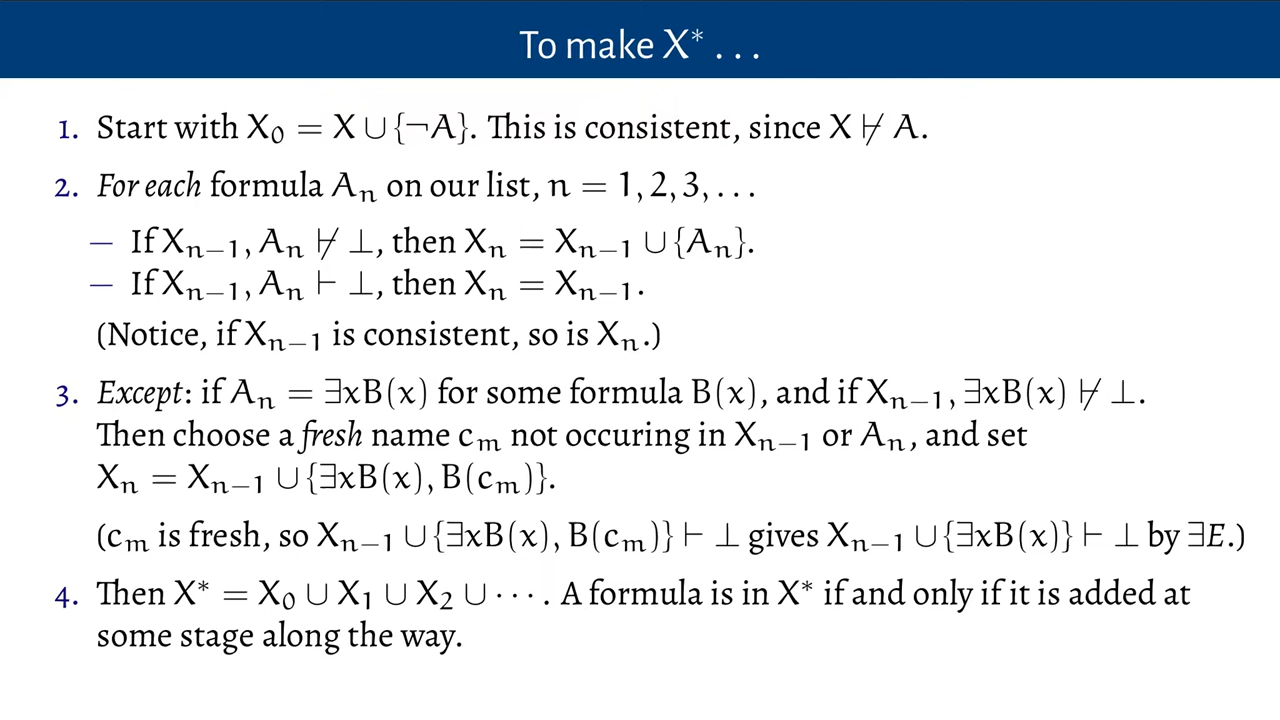 To make X* . . .
1. Start with X₀ = X ∪ {¬A}. This is consistent, since X ⊬ A.
2. For each formula Aₙ on our list, n = 1, 2, 3, . . .
– If Xₙ₋₁, Aₙ ⊬ ⊥, then Xₙ = Xₙ₋₁ ∪ {Aₙ}.
– If Xₙ₋₁, Aₙ ⊢ ⊥, then Xₙ = Xₙ₋₁.
(Notice, if Xₙ₋₁ is consistent, so is Xₙ.)
3. Except: if Aₙ = ∃xB(x) for some formula B(x), and if Xₙ₋₁, ∃xB(x) ⊬ ⊥.
Then choose a fresh name cₘ not occuring in Xₙ₋₁ or Aₙ, and set
Xₙ = Xₙ₋₁ ∪ {∃xB(x), B(cₘ)}.
(cₘ is fresh, so Xₙ₋₁ ∪ {∃xB(x), B(cₘ)} ⊢ ⊥ gives Xₙ₋₁ ∪ {∃xB(x)} ⊢ ⊥ by ∃E.)
4. Then X* = X₀ ∪ X₁ ∪ X₂ ∪ · · · . A formula is in X* if and only if it is added at
some stage along the way.